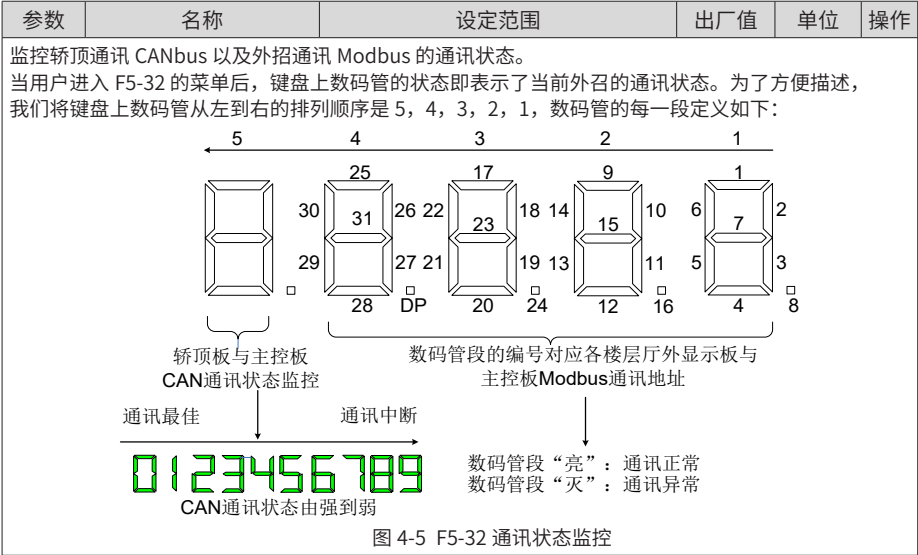 参数 名称 设定范围 出厂值 单位 操作
监控轿顶通讯 CANbus 以及外招通讯 Modbus 的通讯状态。
当用户进入 F5-32 的菜单后，键盘上数码管的状态即表示了当前外召的通讯状态。为了方便描述，
我们将键盘上数码管从左到右的排列顺序是 5，4，3，2，1，数码管的每一段定义如下：
5 4 3 2 1
25 17 9 1
30 31 26 22 23 18 14 15 10 6 7 2
29 27 21 19 13 11 5 3
28 DP 20 24 12 16 4 8
轿顶板与主控板
CAN通讯状态监控
数码管段的编号对应各楼层厅外显示板与
主控板Modbus通讯地址
通讯最佳 通讯中断
0123456789
CAN通讯状态由强到弱
数码管段“亮”：通讯正常
数码管段“灭”：通讯异常
图 4-5 F5-32 通讯状态监控